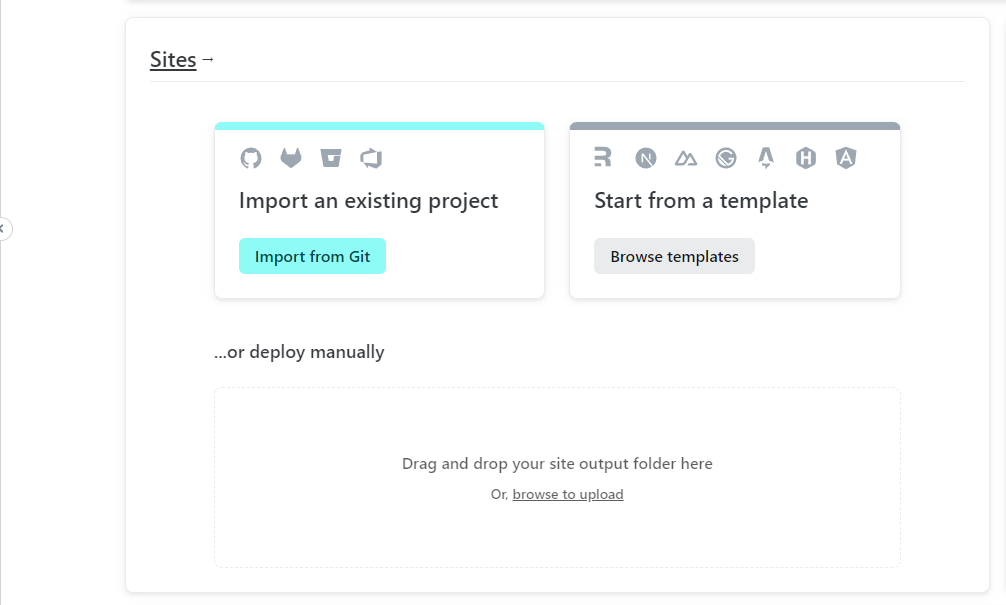 Sites →
Import an existing project
Import from Git
Start from a template
Browse templates
...or deploy manually
Drag and drop your site output folder here
Or, browse to upload